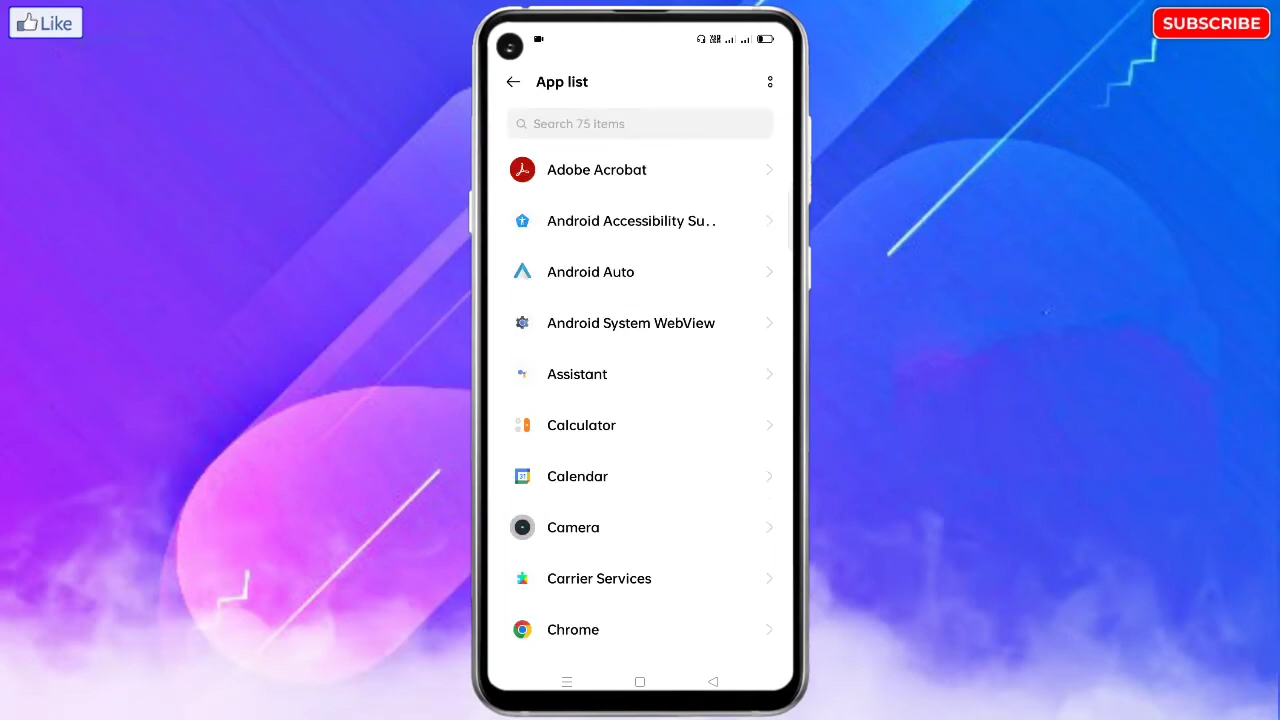 Like
SUBSCRIBE
App list
Search 75 items
Adobe Acrobat
Android Accessibility Su..
Android Auto
Android System WebView
Assistant
Calculator
Calendar
Camera
Carrier Services
Chrome